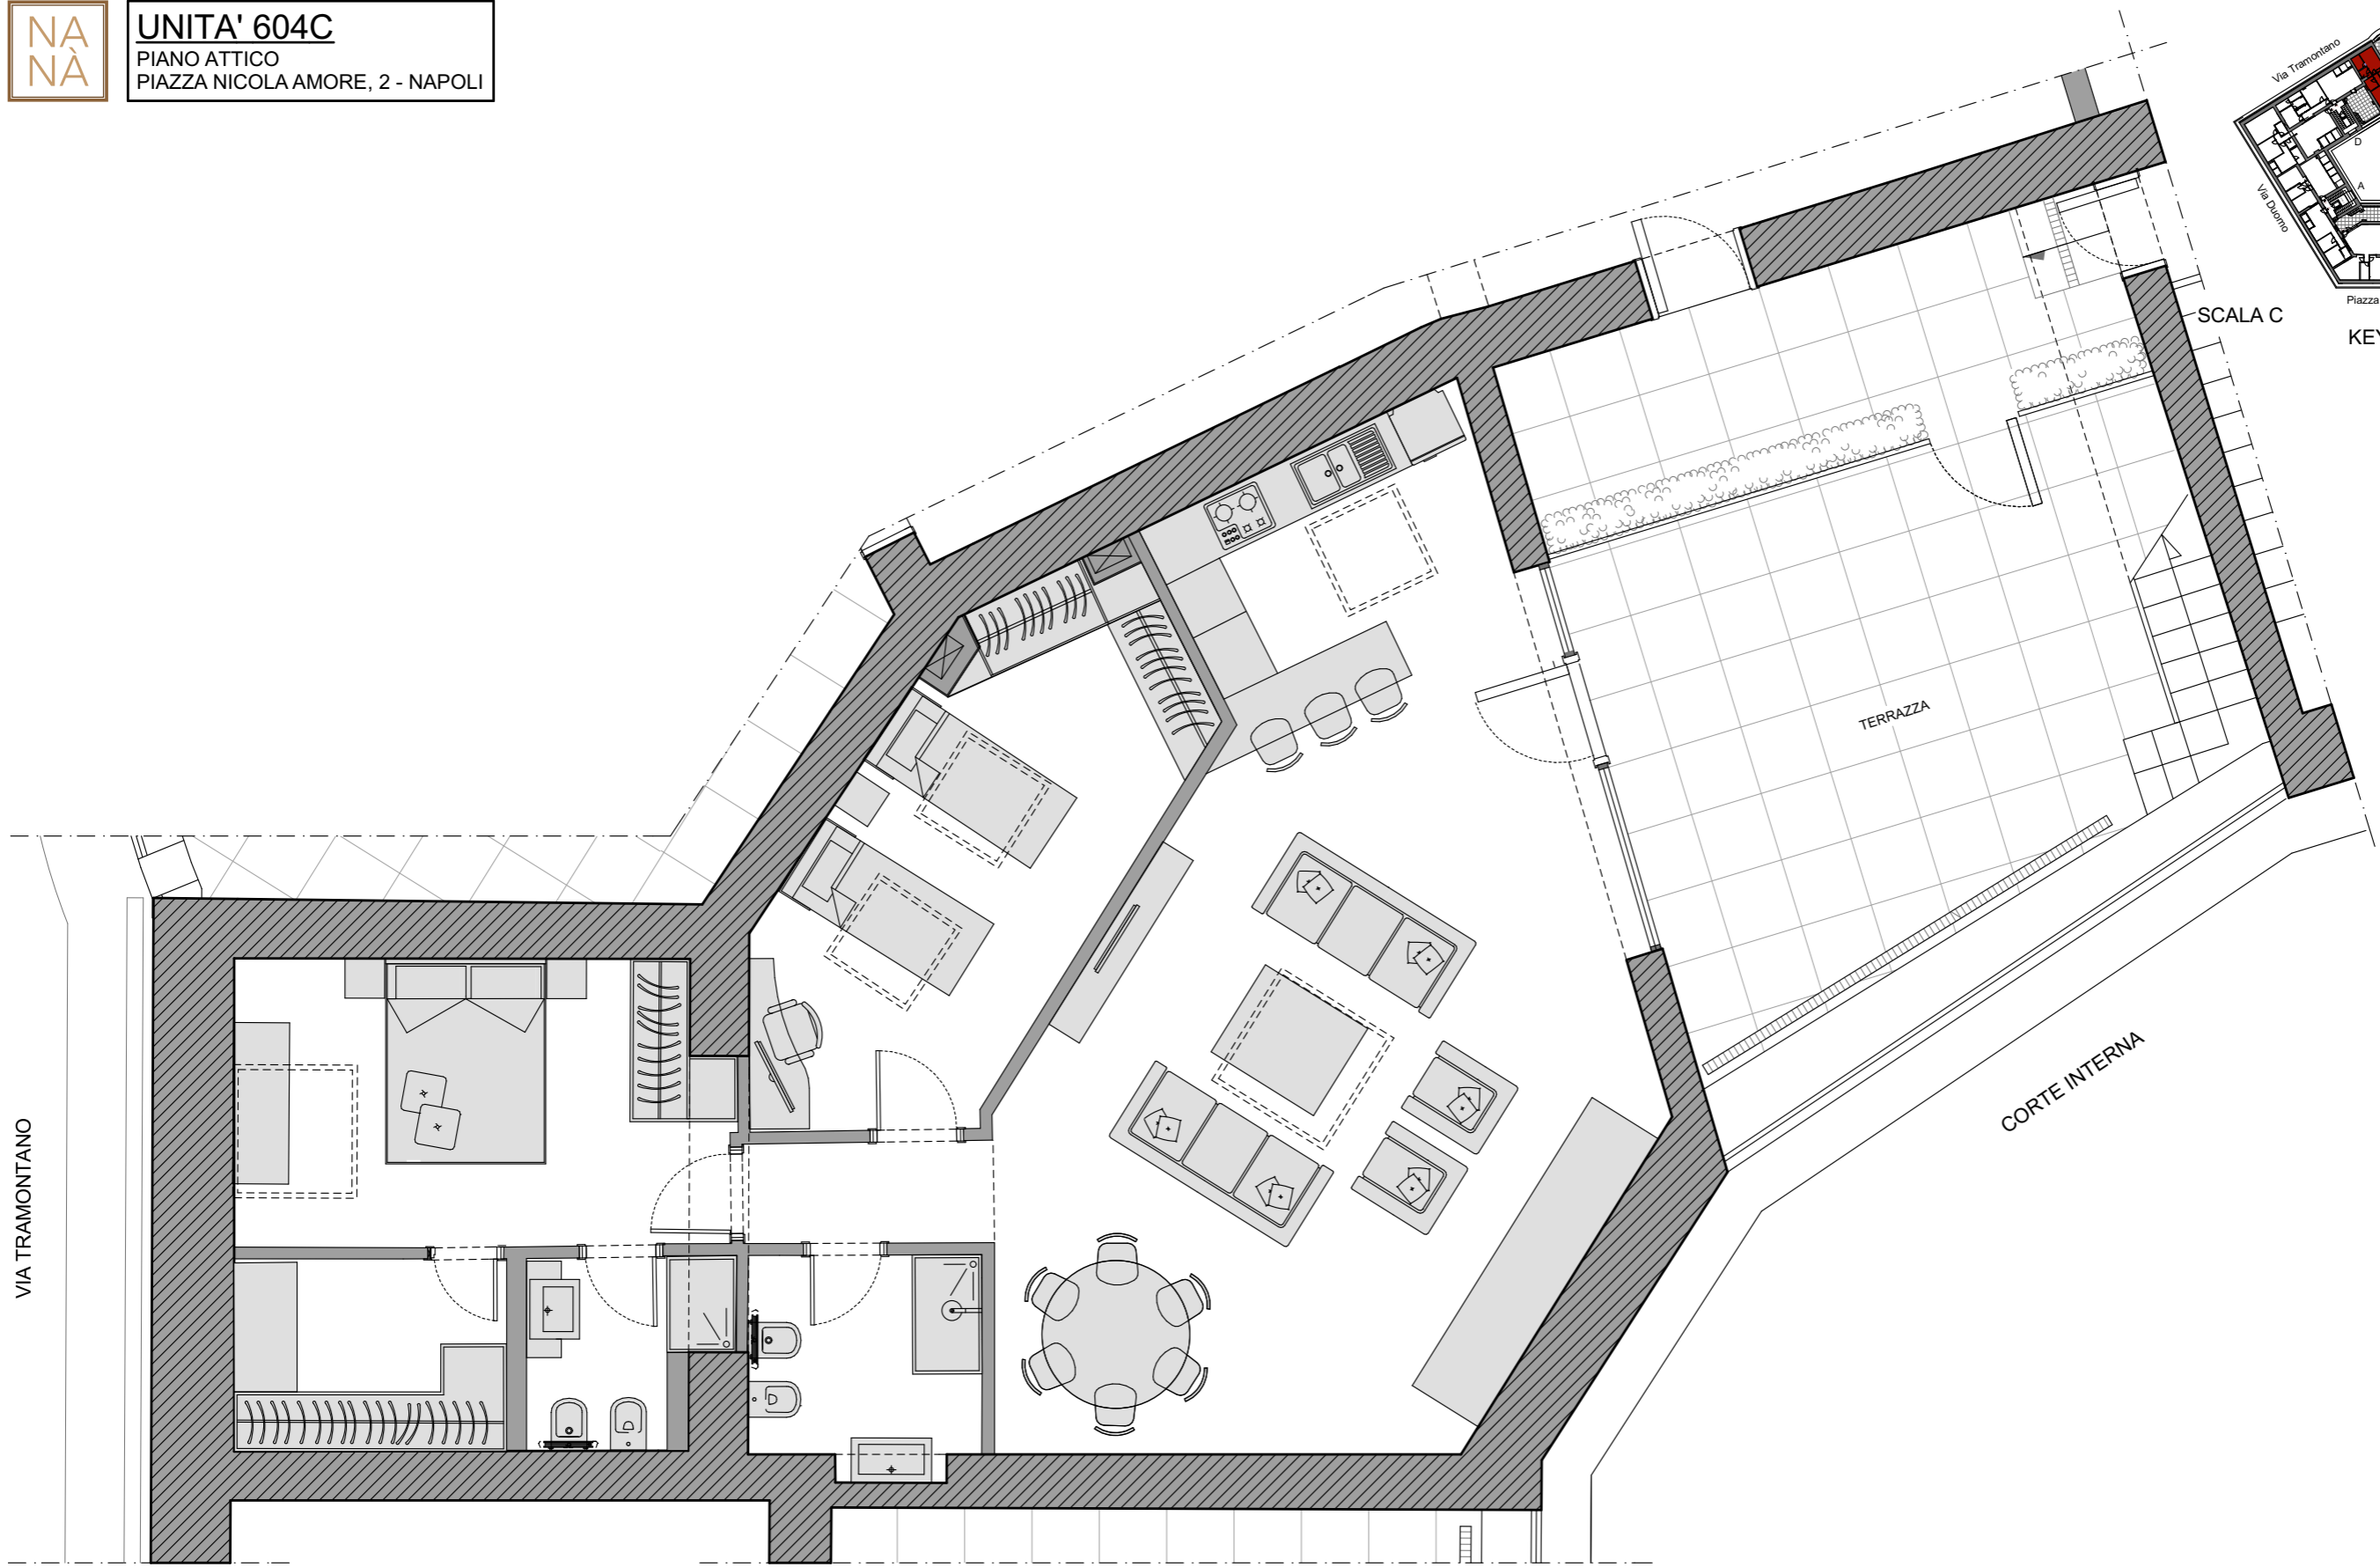 NA
NÀ
UNITA' 604C
PIANO ATTICO
PIAZZA NICOLA AMORE, 2 - NAPOLI
Via Tramontano
D
A
Via Duomo
Piazza
SCALA C
TERRAZZA
CORTE INTERNA
VIA TRAMONTANO